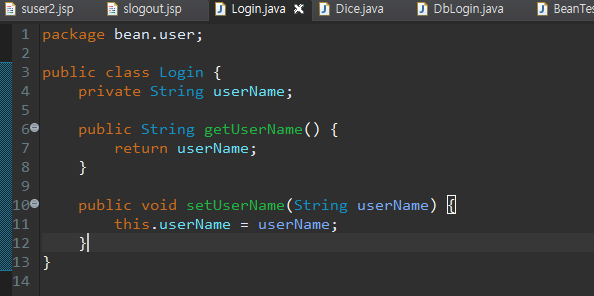 suser2.jsp slogout.jsp Login.java Dice.java DbLogin.java BeanTes
1 package bean.user;
2
3 public class Login {
4 private String userName;
5
6 public String getUserName() {
7 return userName;
8 }
9
10 public void setUserName(String userName) {
11 this.userName = userName;
12 }
13 }
14